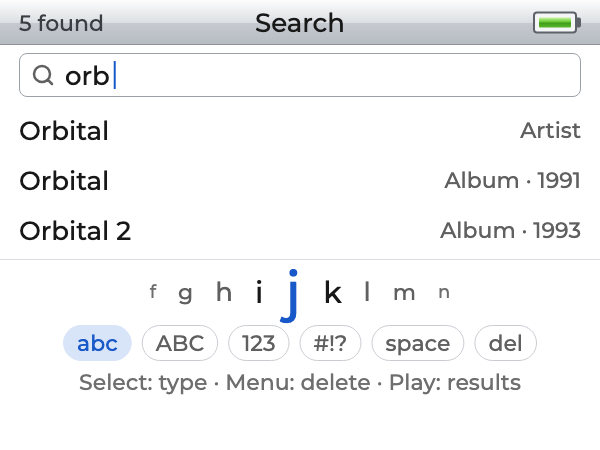 5 found Search
orb
Orbital Artist
Orbital Album · 1991
Orbital 2 Album · 1993
f g h i j k l m n
abc ABC 123 #!? space del
Select: type · Menu: delete · Play: results